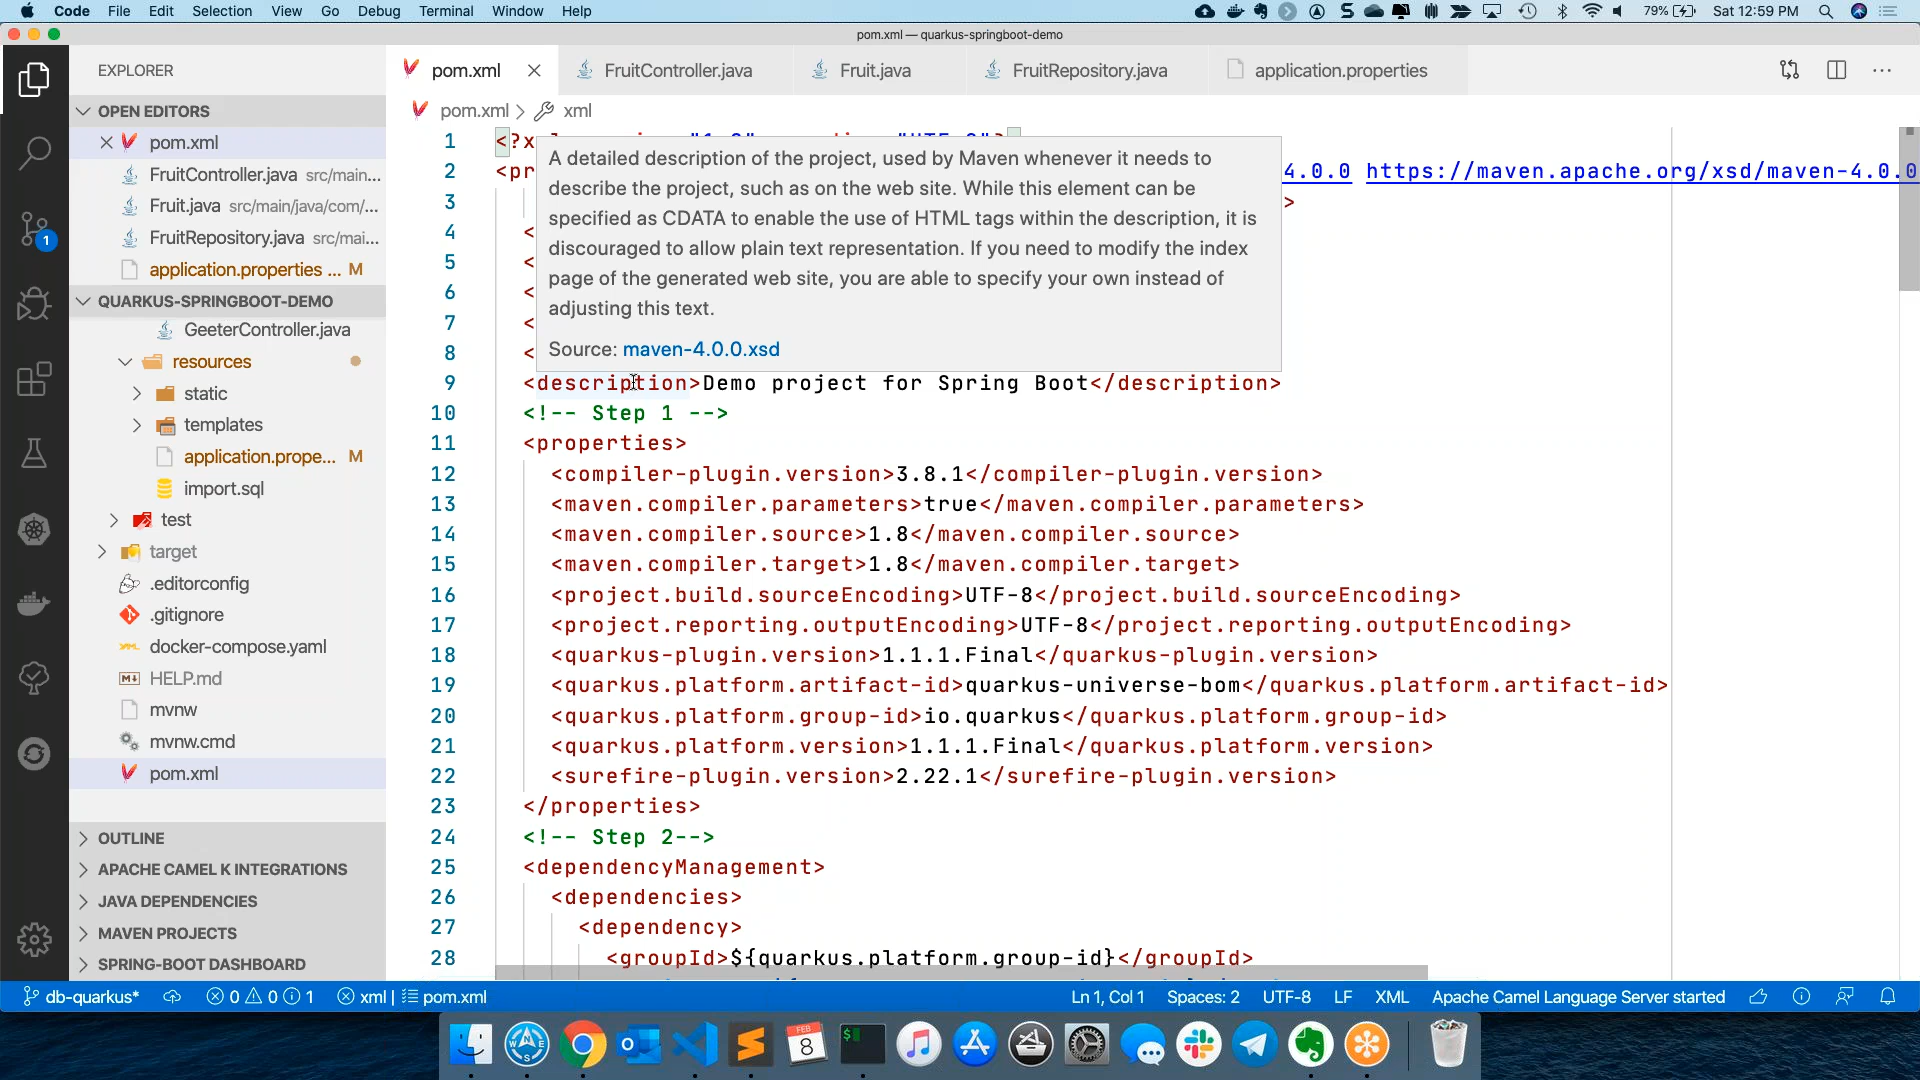 Code File Edit Selection View Go Debug Terminal Window Help 79% Sat 12:59 PM
pom.xml — quarkus-springboot-demo
EXPLORER
pom.xml FruitController.java Fruit.java FruitRepository.java application.properties
OPEN EDITORS
pom.xml > xml
pom.xml
FruitController.java src/main...
Fruit.java src/main/java/com/...
FruitRepository.java src/mai...
application.properties ... M
QUARKUS-SPRINGBOOT-DEMO
GeeterController.java
resources
static
templates
application.prope... M
import.sql
test
target
.editorconfig
.gitignore
docker-compose.yaml
HELP.md
mvnw
mvnw.cmd
pom.xml
OUTLINE
APACHE CAMEL K INTEGRATIONS
JAVA DEPENDENCIES
MAVEN PROJECTS
SPRING-BOOT DASHBOARD
1 <?x
2 <pr 4.0.0 https://maven.apache.org/xsd/maven-4.0.0
3 >
4 <
5 <
6 <
7 <
8 <
A detailed description of the project, used by Maven whenever it needs to
describe the project, such as on the web site. While this element can be
specified as CDATA to enable the use of HTML tags within the description, it is
discouraged to allow plain text representation. If you need to modify the index
page of the generated web site, you are able to specify your own instead of
adjusting this text.
Source: maven-4.0.0.xsd
9 <description>Demo project for Spring Boot</description>
10 <!-- Step 1 -->
11 <properties>
12 <compiler-plugin.version>3.8.1</compiler-plugin.version>
13 <maven.compiler.parameters>true</maven.compiler.parameters>
14 <maven.compiler.source>1.8</maven.compiler.source>
15 <maven.compiler.target>1.8</maven.compiler.target>
16 <project.build.sourceEncoding>UTF-8</project.build.sourceEncoding>
17 <project.reporting.outputEncoding>UTF-8</project.reporting.outputEncoding>
18 <quarkus-plugin.version>1.1.1.Final</quarkus-plugin.version>
19 <quarkus.platform.artifact-id>quarkus-universe-bom</quarkus.platform.artifact-id>
20 <quarkus.platform.group-id>io.quarkus</quarkus.platform.group-id>
21 <quarkus.platform.version>1.1.1.Final</quarkus.platform.version>
22 <surefire-plugin.version>2.22.1</surefire-plugin.version>
23 </properties>
24 <!-- Step 2-->
25 <dependencyManagement>
26 <dependencies>
27 <dependency>
28 <groupId>${quarkus.platform.group-id}</groupId>
1
db-quarkus* 0 0 1 xml | pom.xml Ln 1, Col 1 Spaces: 2 UTF-8 LF XML Apache Camel Language Server started
FEB
8